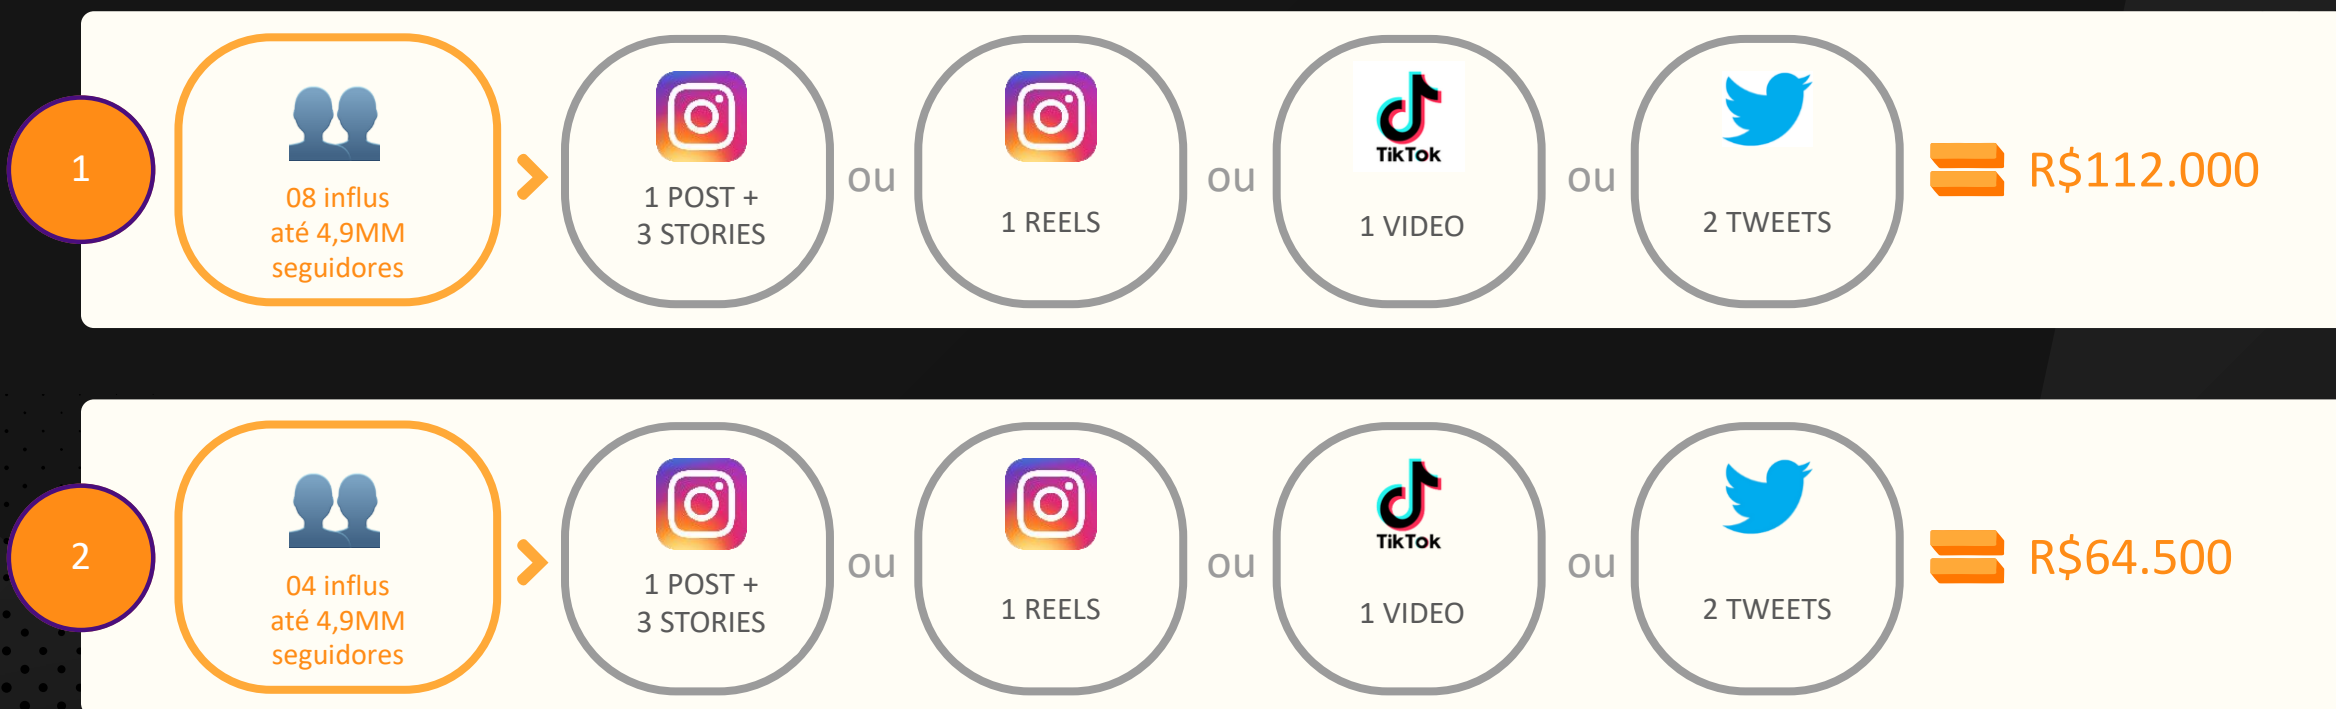 1
08 influs
até 4,9MM
seguidores
1 POST +
3 STORIES
ou
1 REELS
ou
TikTok
1 VIDEO
ou
2 TWEETS
R$112.000
2
04 influs
até 4,9MM
seguidores
1 POST +
3 STORIES
ou
1 REELS
ou
TikTok
1 VIDEO
ou
2 TWEETS
R$64.500